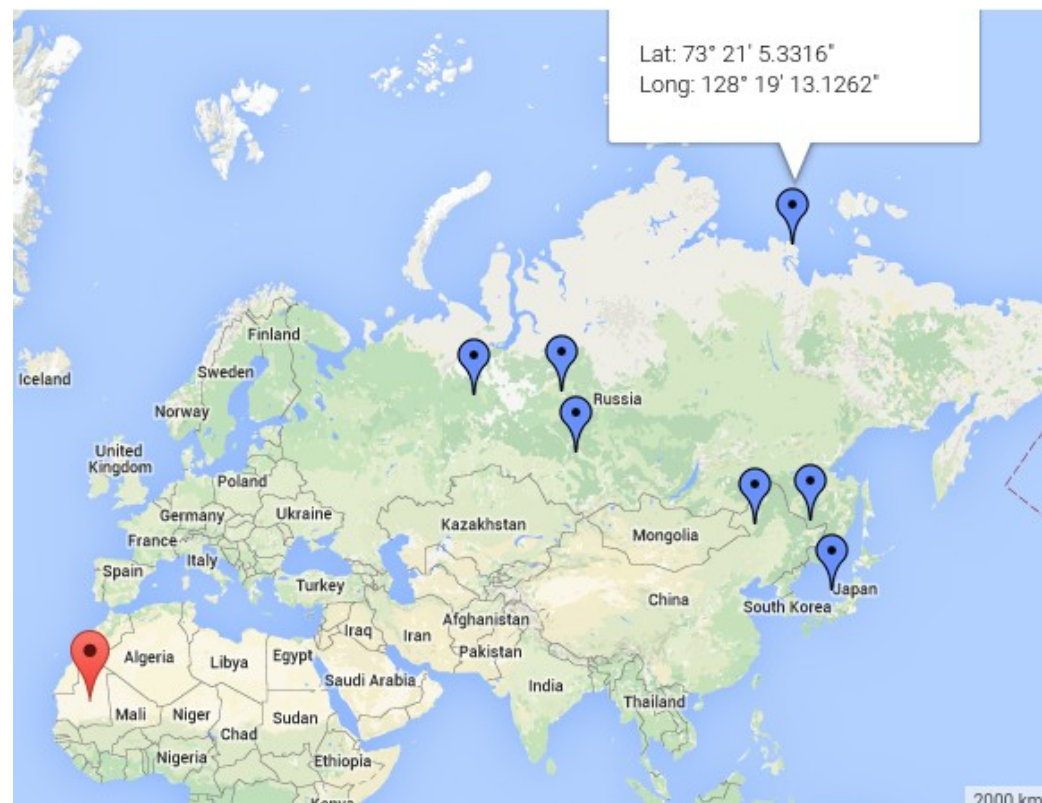 Lat: 73° 21' 5.3316"
Long: 128° 19' 13.1262"
Finland
Iceland
Sweden
Russia
Norway
United
Kingdom
Poland
Germany
Ukraine
Kazakhstan
Mongolia
France
Italy
Spain
Turkey
Japan
China
South Korea
Afghanistan
Iraq
Iran
Pakistan
Algeria
Libya
Egypt
Saudi Arabia
India
Thailand
Mali
Niger
Sudan
Chad
Nigeria
Ethiopia
Kenya
2000 km